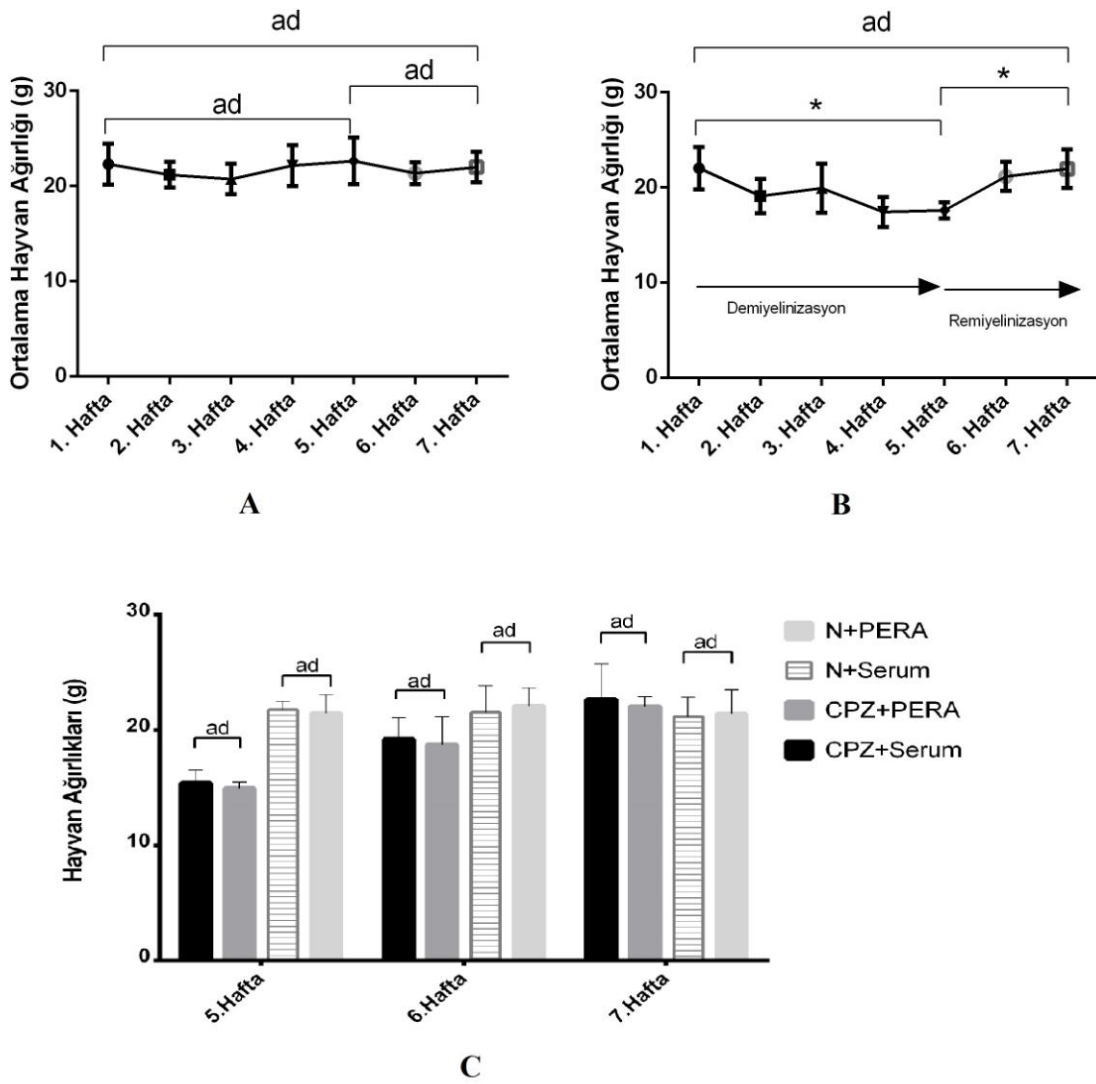 ad
ad
ad
Ortalama Hayvan Ağırlığı (g)
30
20
10
0
1. Hafta
2. Hafta
3. Hafta
4. Hafta
5. Hafta
6. Hafta
7. Hafta
A
ad
*
*
Ortalama Hayvan Ağırlığı (g)
30
20
10
0
Demiyelinizasyon
Remiyelinizasyon
1. Hafta
2. Hafta
3. Hafta
4. Hafta
5. Hafta
6. Hafta
7. Hafta
B
Hayvan Ağırlıkları (g)
30
20
10
0
ad
ad
ad
ad
ad
ad
5.Hafta
6.Hafta
7.Hafta
N+PERA
N+Serum
CPZ+PERA
CPZ+Serum
C